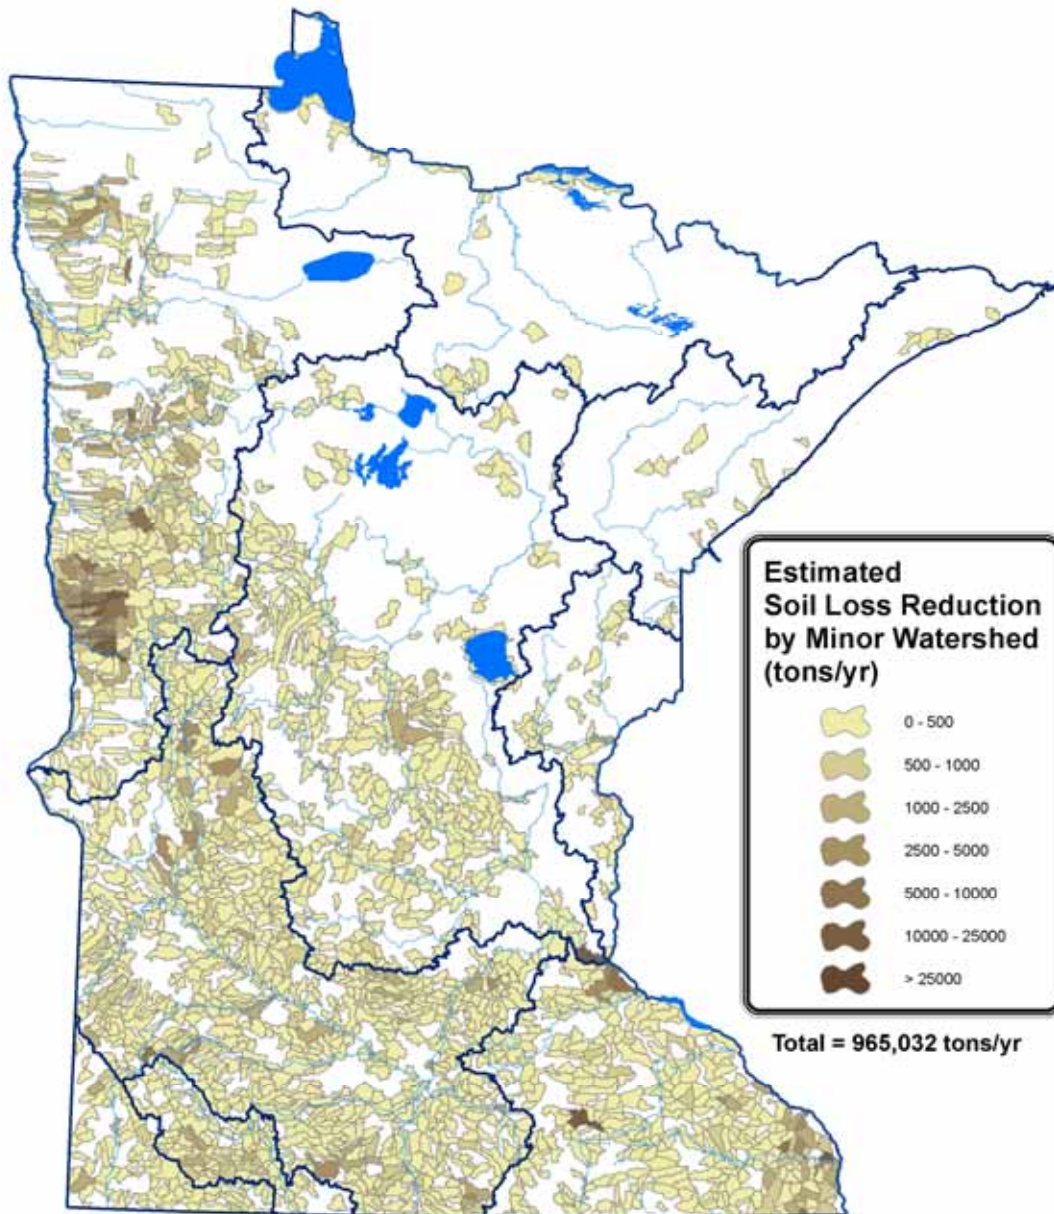 Estimated
Soil Loss Reduction
by Minor Watershed
(tons/yr)
0 - 500
500 - 1000
1000 - 2500
2500 - 5000
5000 - 10000
10000 - 25000
> 25000
Total = 965,032 tons/yr